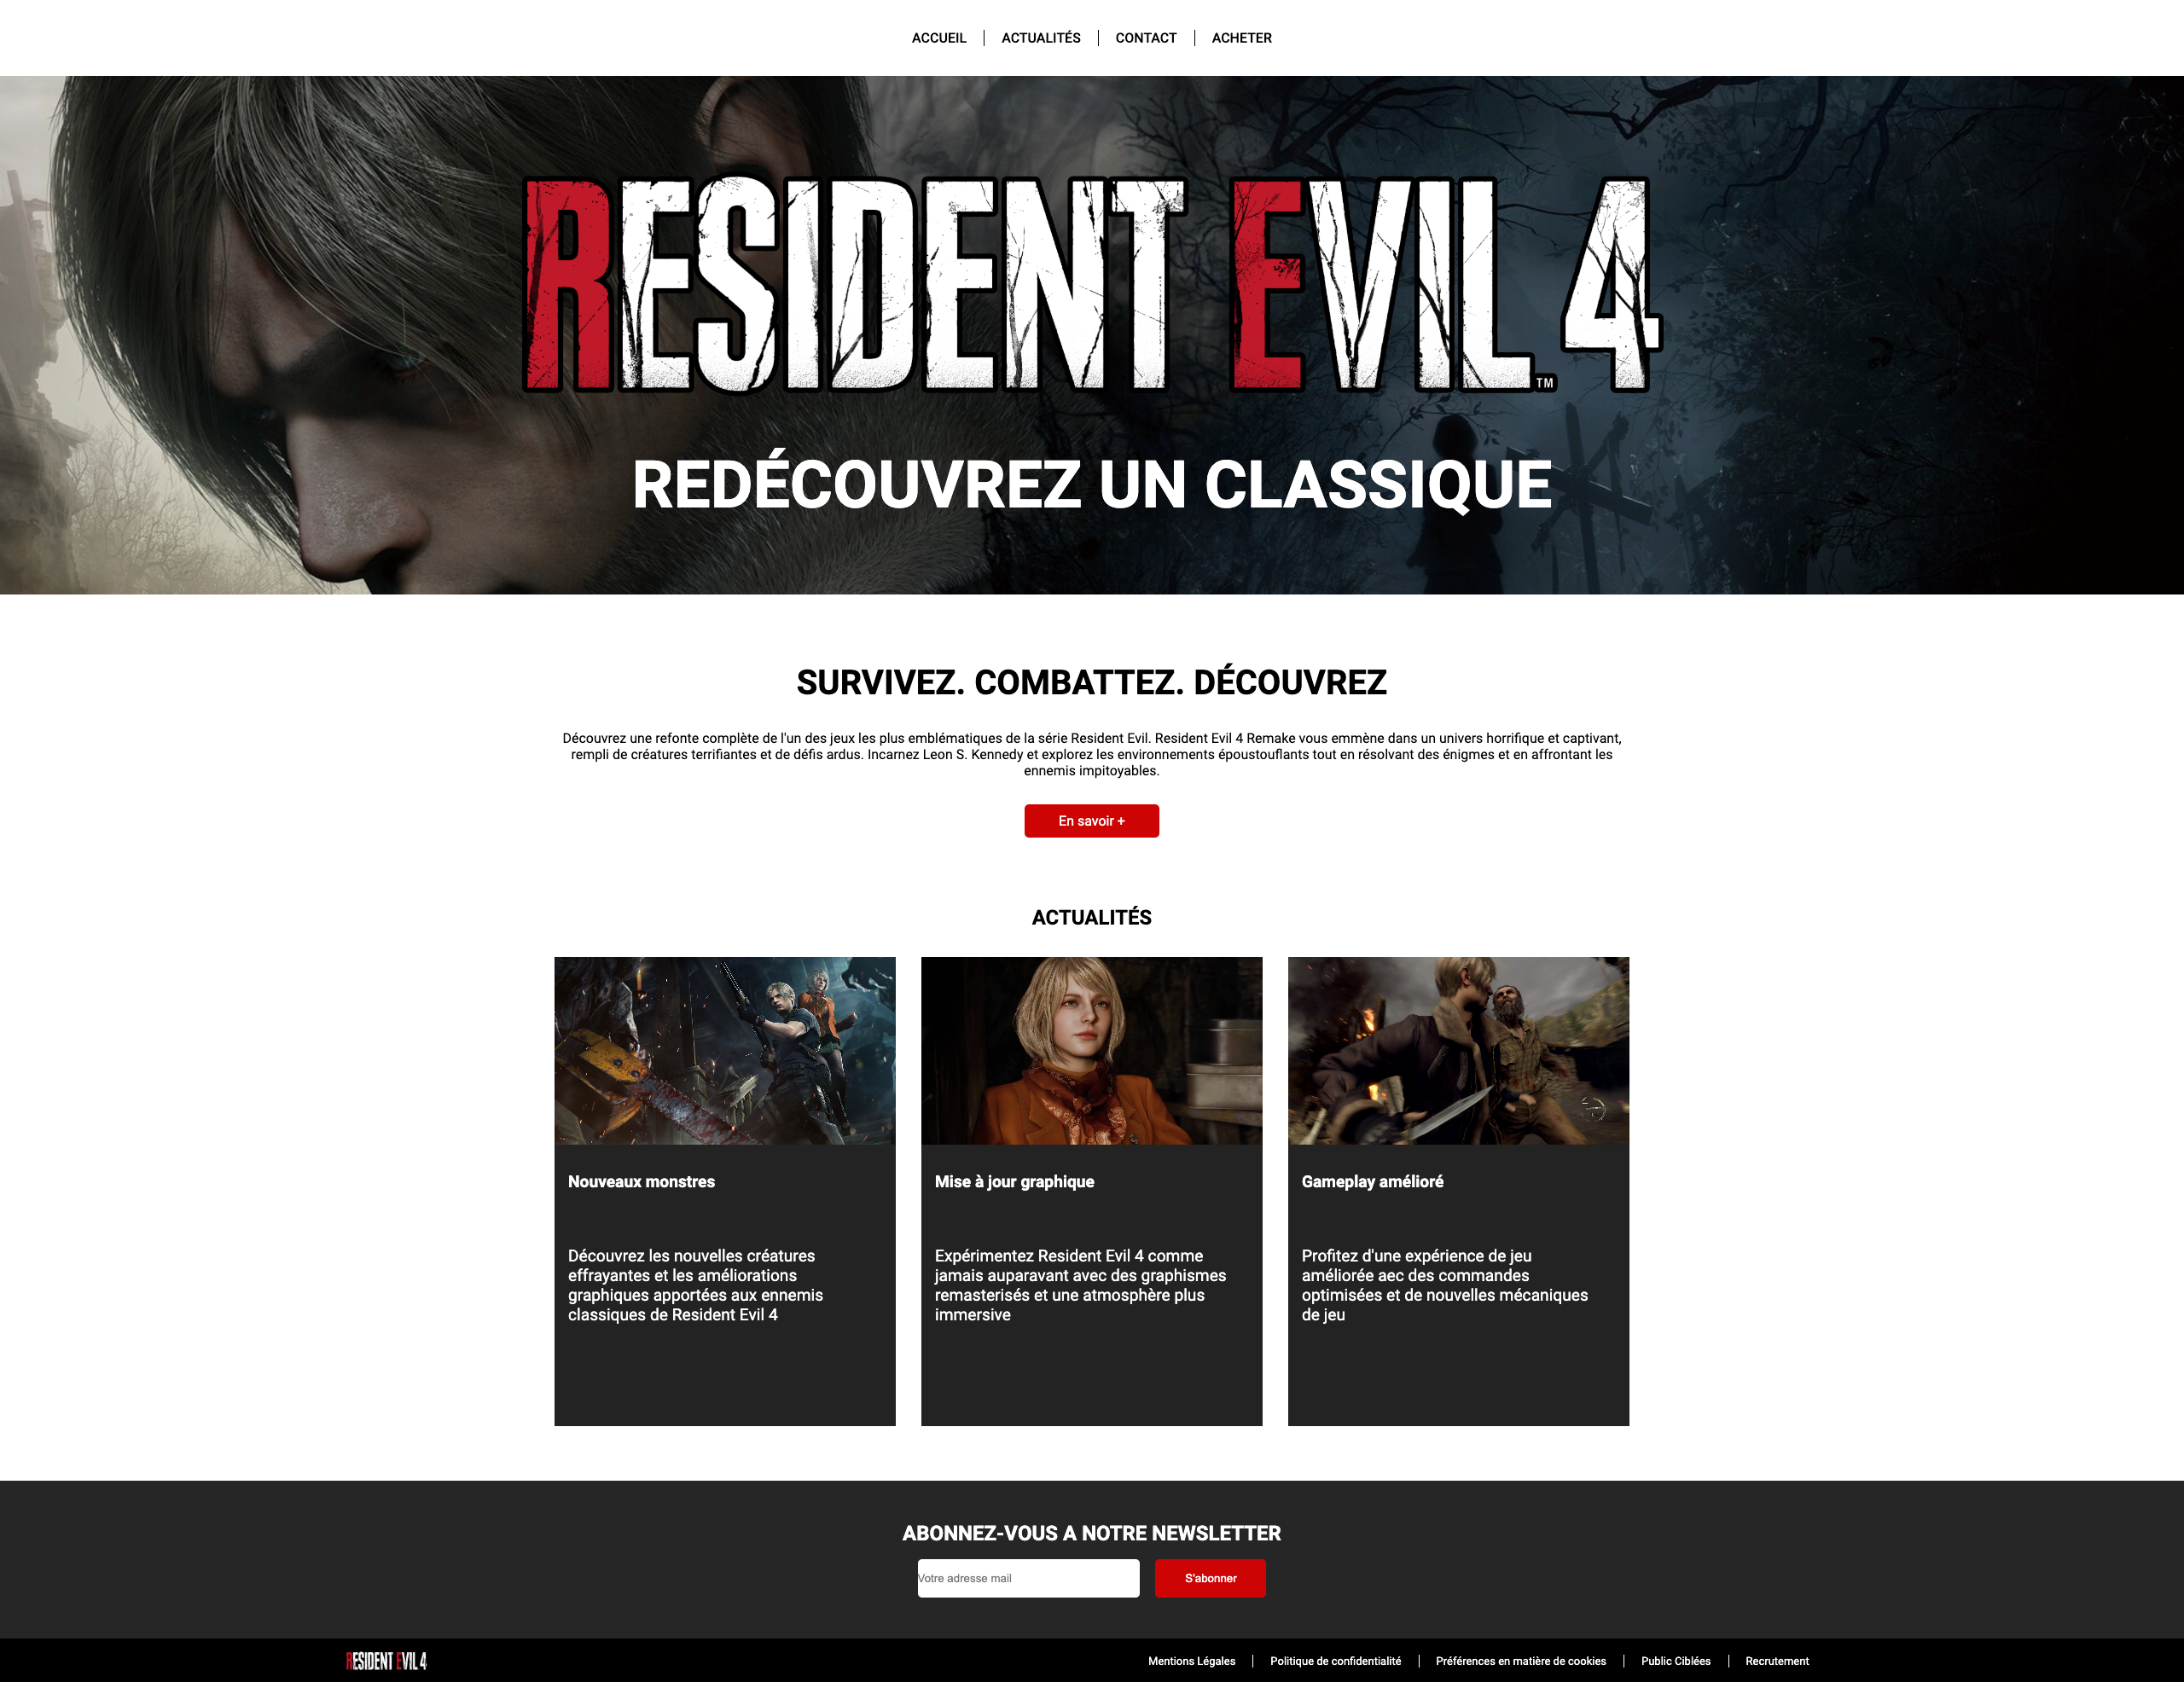 ACCUEIL | ACTUALITÉS | CONTACT | ACHETER
RESIDENT EVIL 4 TM
REDÉCOUVREZ UN CLASSIQUE
SURVIVEZ. COMBATTEZ. DÉCOUVREZ
Découvrez une refonte complète de l'un des jeux les plus emblématiques de la série Resident Evil. Resident Evil 4 Remake vous emmène dans un univers horrifique et captivant,
rempli de créatures terrifiantes et de défis ardus. Incarnez Leon S. Kennedy et explorez les environnements époustouflants tout en résolvant des énigmes et en affrontant les
ennemis impitoyables.
En savoir +
ACTUALITÉS
Nouveaux monstres
Découvrez les nouvelles créatures
effrayantes et les améliorations
graphiques apportées aux ennemis
classiques de Resident Evil 4
Mise à jour graphique
Expérimentez Resident Evil 4 comme
jamais auparavant avec des graphismes
remasterisés et une atmosphère plus
immersive
Gameplay amélioré
Profitez d'une expérience de jeu
améliorée aec des commandes
optimisées et de nouvelles mécaniques
de jeu
ABONNEZ-VOUS A NOTRE NEWSLETTER
Votre adresse mail
S'abonner
RESIDENT EVIL 4
Mentions Légales | Politique de confidentialité | Préférences en matière de cookies | Public Ciblées | Recrutement